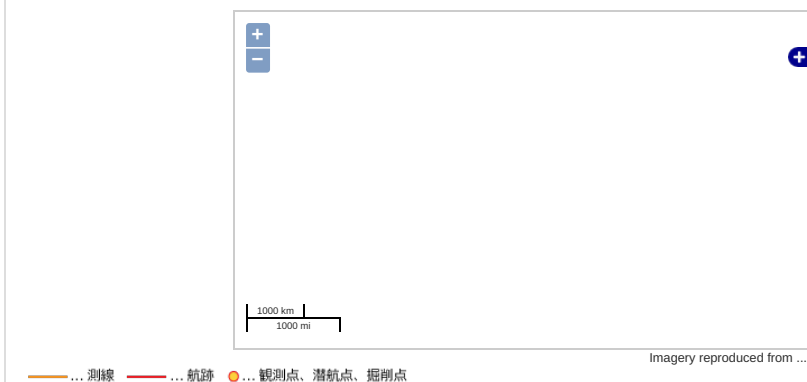 +
−
+
1000 km
1000 mi
Imagery reproduced from ...
... 測線 ... 航跡 ... 観測点、潜航点、掘削点